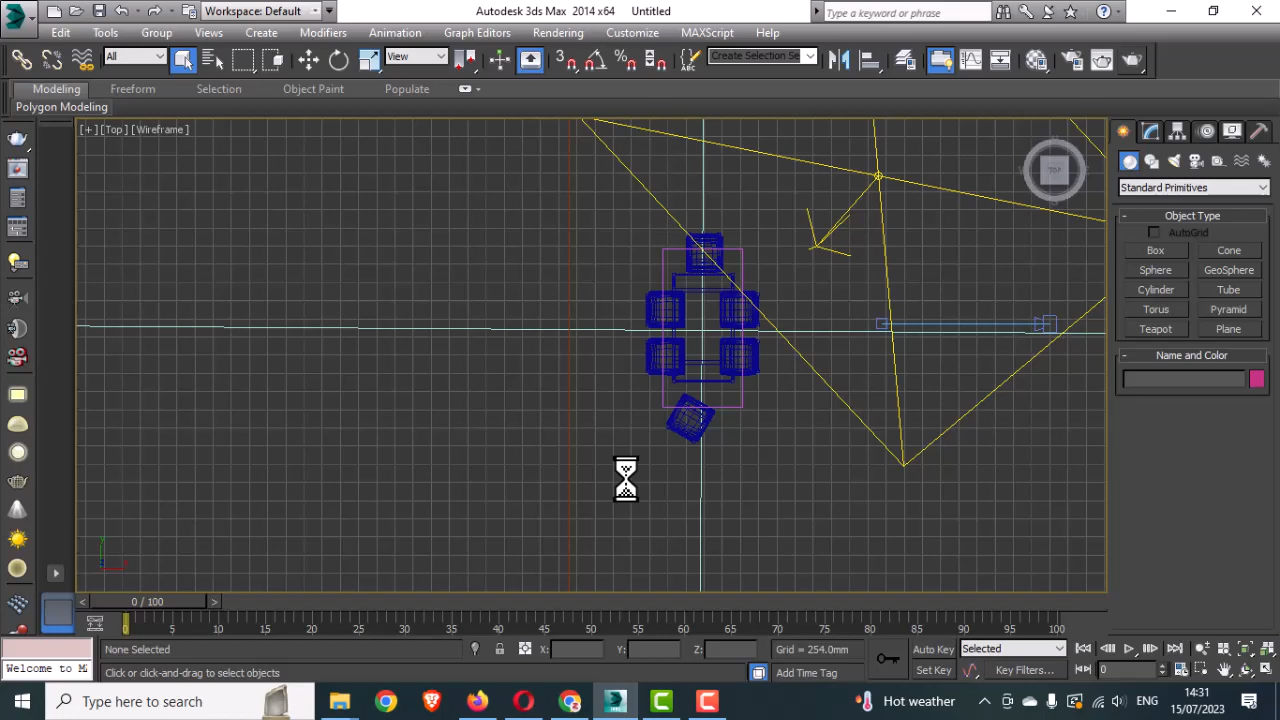 Workspace: Default
Autodesk 3ds Max 2014 x64 Untitled
Type a keyword or phrase
Edit Tools Group Views Create Modifiers Animation Graph Editors Rendering Customize MAXScript Help
All View 3 Create Selection Se
Modeling Freeform Selection Object Paint Populate
Polygon Modeling
[+] [Top] [Wireframe]
TOP
Standard Primitives
Object Type
AutoGrid
Box Cone
Sphere GeoSphere
Cylinder Tube
Torus Pyramid
Teapot Plane
Name and Color
y
0 / 100
0 5 10 15 20 25 30 35 40 45 50 55 60 65 70 75 80 85 90 95 100
None Selected X: Y: Z: Grid = 254.0mm Auto Key Selected
Welcome to M Click or click-and-drag to select objects Add Time Tag Set Key Key Filters... 0
Type here to search Hot weather ENG 14:31
15/07/2023